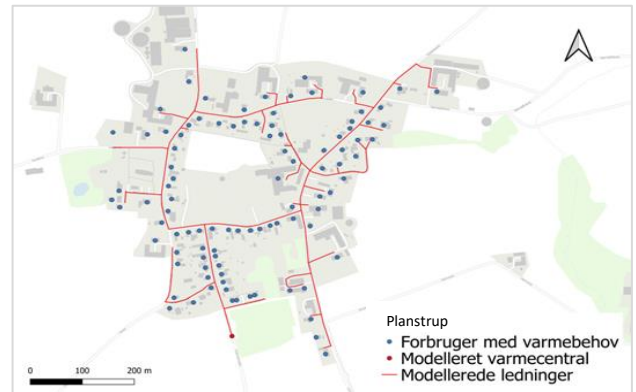 Planstrup
Forbruger med varmebehov
Modelleret varmecentral
Modellerede ledninger
0 100 200 m